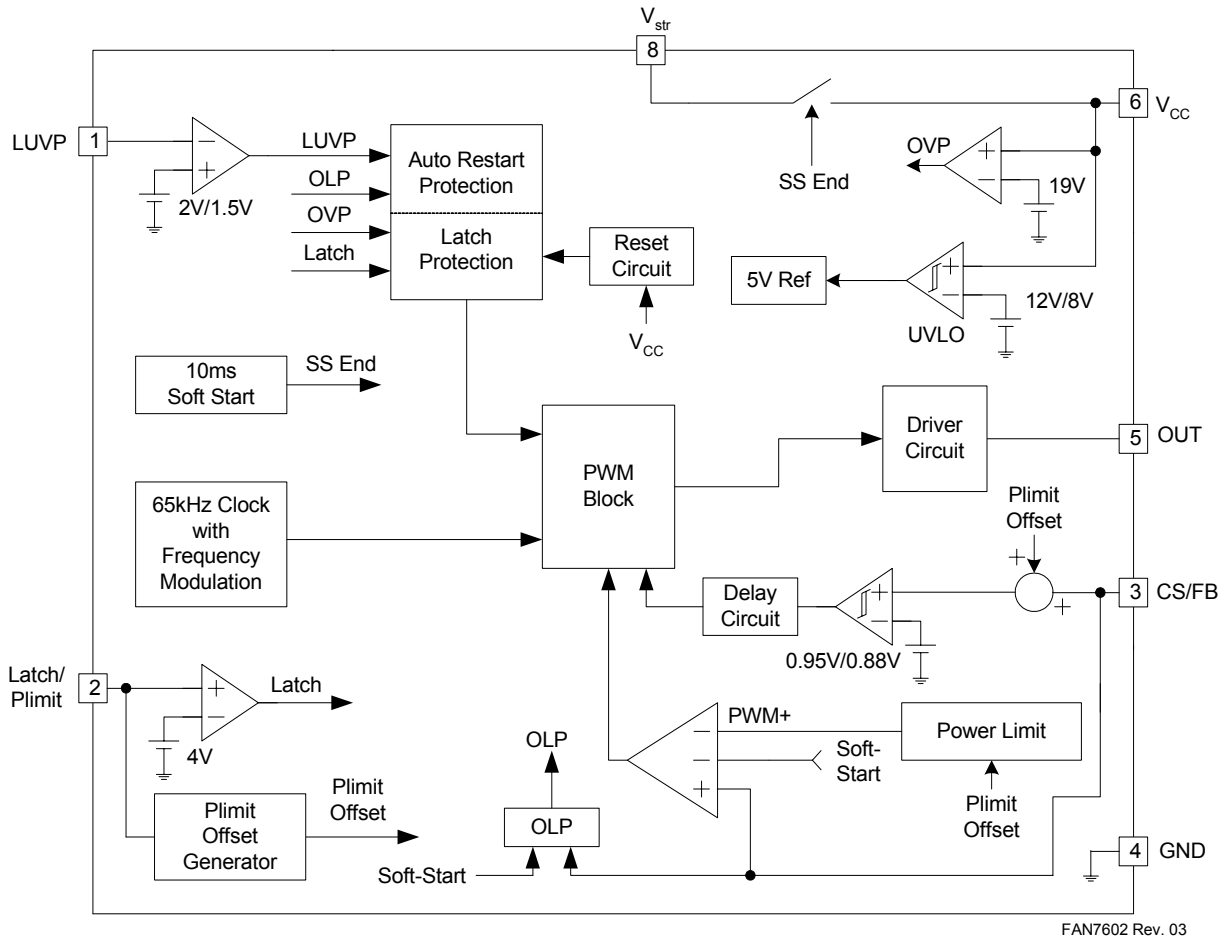 Vstr
8
6
VCC
LUVP
1
−
+
2V/1.5V
LUVP
OLP
OVP
Latch
Auto Restart
Protection
Latch
Protection
Reset
Circuit
VCC
SS End
OVP
+
−
19V
5V Ref
+
−
12V/8V
UVLO
10ms
Soft Start
SS End
65kHz Clock
with
Frequency
Modulation
PWM
Block
Driver
Circuit
5
OUT
Plimit
Offset
+
+
3
CS/FB
Delay
Circuit
+
−
0.95V/0.88V
Latch/
Plimit
2
+
−
4V
Latch
Plimit
Offset
Generator
Plimit
Offset
OLP
OLP
Soft-Start
−
−
+
PWM+
Soft-
Start
Power Limit
Plimit
Offset
4
GND
FAN7602 Rev. 03